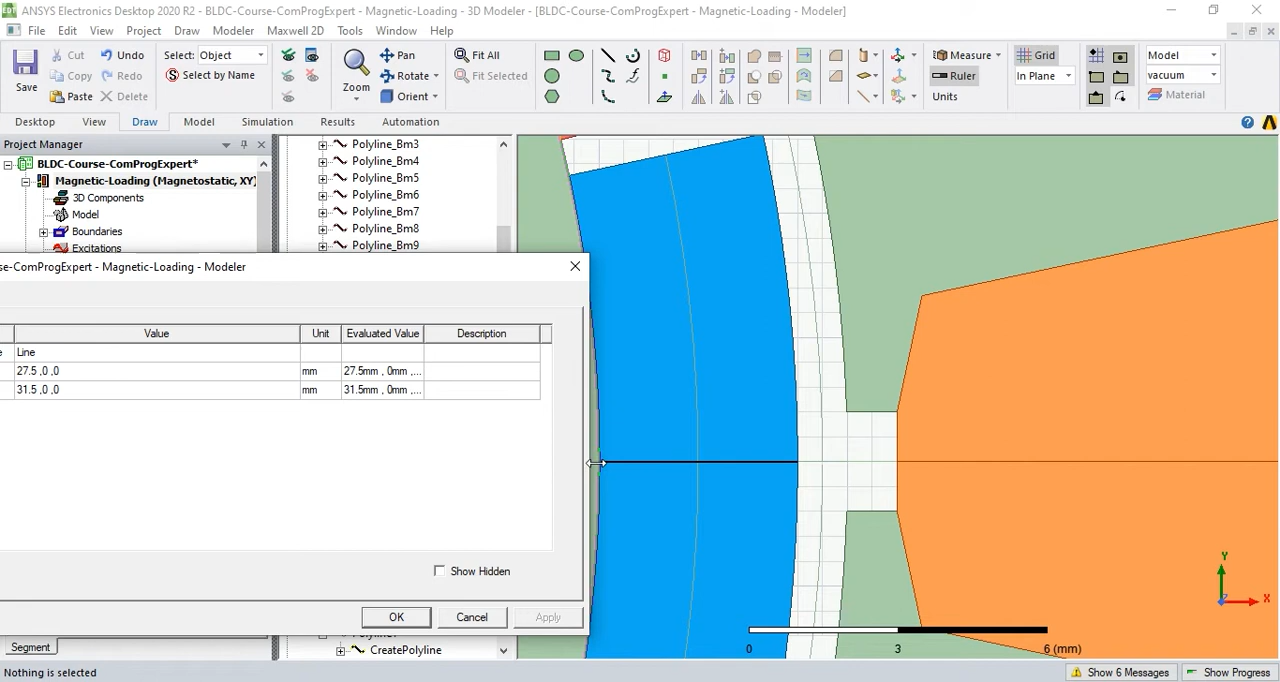 ANSYS Electronics Desktop 2020 R2 - BLDC-Course-ComProgExpert - Magnetic-Loading - 3D Modeler - [BLDC-Course-ComProgExpert - Magnetic-Loading - Modeler]
File Edit View Project Draw Modeler Maxwell 2D Tools Window Help
Save
Cut
Copy
Paste
Undo
Redo
Delete
Select: Object
Select by Name
Zoom
Pan
Rotate
Orient
Fit All
Fit Selected
Measure
Ruler
Units
Grid
In Plane
Model
vacuum
Material
Desktop View Draw Model Simulation Results Automation
Project Manager
BLDC-Course-ComProgExpert*
Magnetic-Loading (Magnetostatic, XY)
3D Components
Model
Boundaries
Excitations
Polyline_Bm3
Polyline_Bm4
Polyline_Bm5
Polyline_Bm6
Polyline_Bm7
Polyline_Bm8
Polyline_Bm9
se-ComProgExpert - Magnetic-Loading - Modeler
Value Unit Evaluated Value Description
e Line
27.5 ,0 ,0 mm 27.5mm , 0mm ,...
31.5 ,0 ,0 mm 31.5mm , 0mm ,...
Show Hidden
OK Cancel Apply
CreatePolyline
Segment
Y
X
Z
0 3 6 (mm)
Nothing is selected
Show 6 Messages
Show Progress